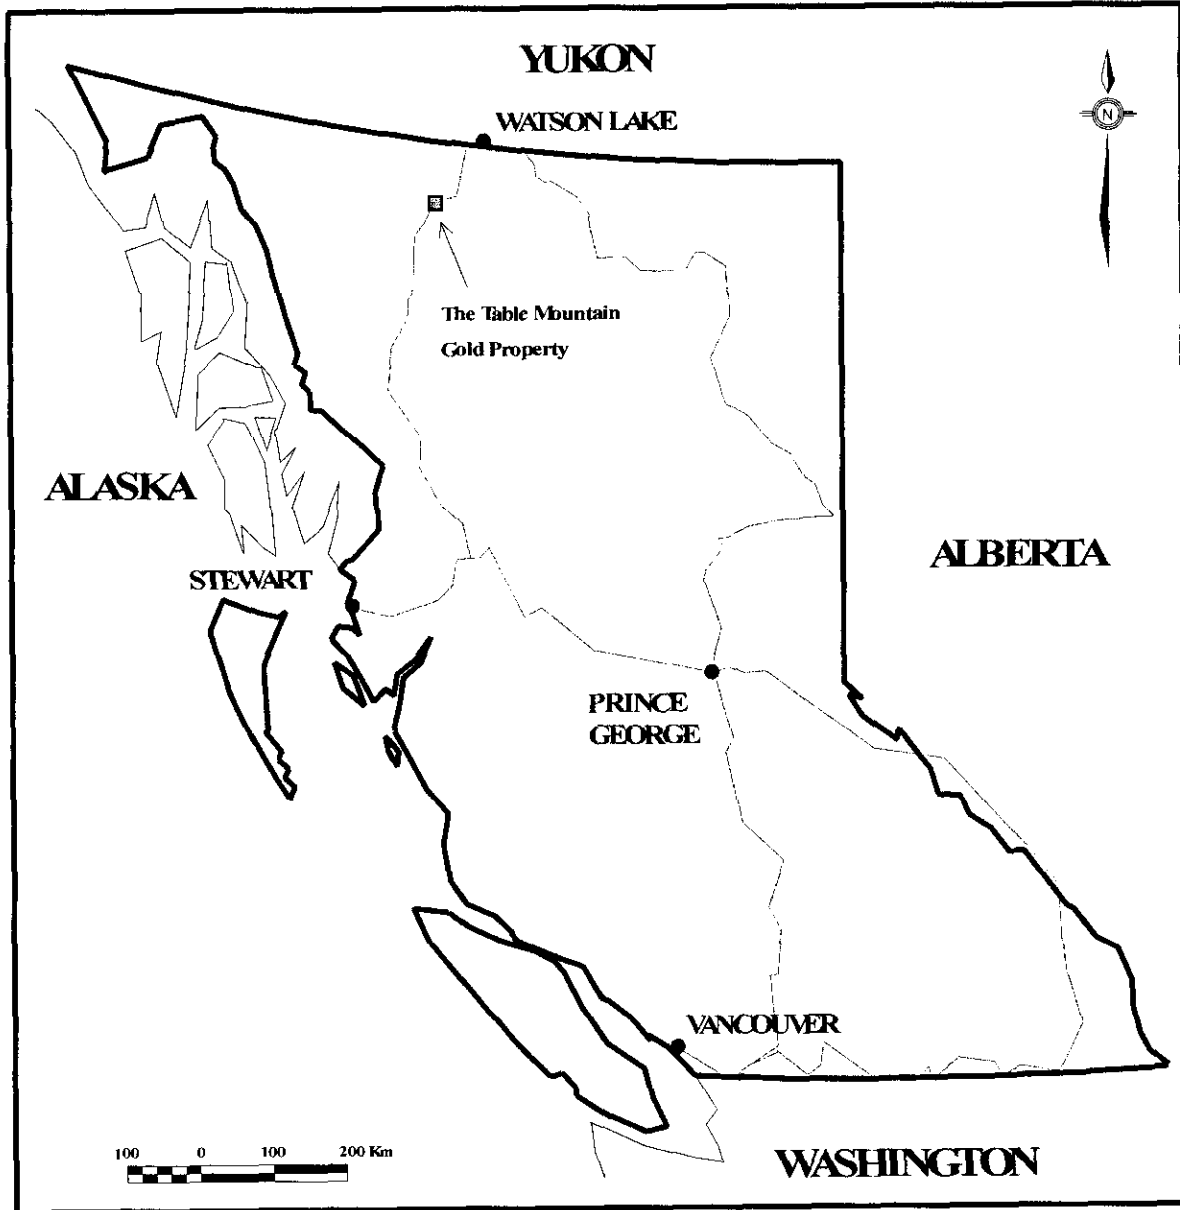 YUKON
WATSON LAKE
N
The Table Mountain
Gold Property
ALASKA
ALBERTA
STEWART
PRINCE
GEORGE
VANCOUVER
100 0 100 200 Km
WASHINGTON